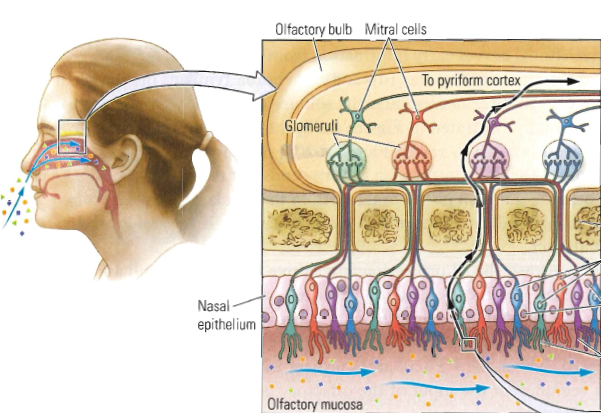 Olfactory bulb
Mitral cells
To pyriform cortex
Glomeruli
Nasal
epithelium
Olfactory mucosa